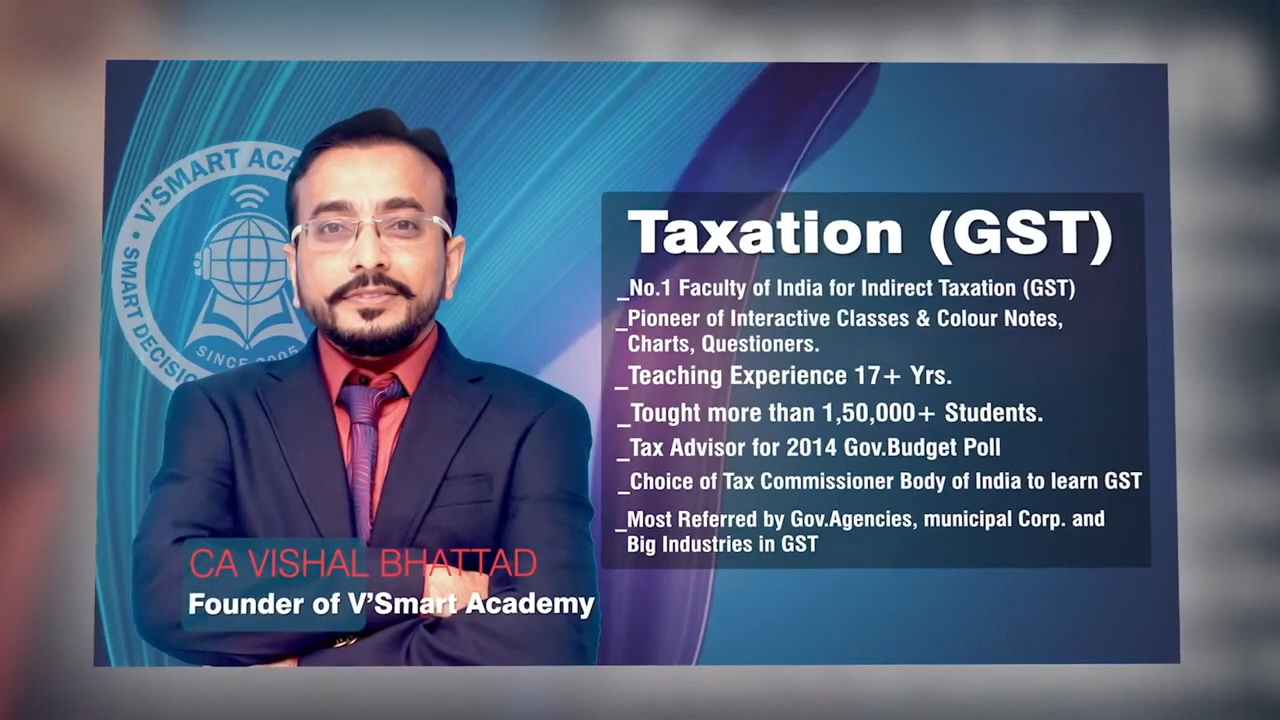 V'SMART ACA
SMART DECISIO
SINCE 2005
Taxation (GST)
_No.1 Faculty of India for Indirect Taxation (GST)
_Pioneer of Interactive Classes & Colour Notes,
Charts, Questioners.
_Teaching Experience 17+ Yrs.
_Tought more than 1,50,000+ Students.
_Tax Advisor for 2014 Gov.Budget Poll
_Choice of Tax Commissioner Body of India to learn GST
_Most Referred by Gov.Agencies, municipal Corp. and
Big Industries in GST
CA VISHAL BHATTAD
Founder of V'Smart Academy